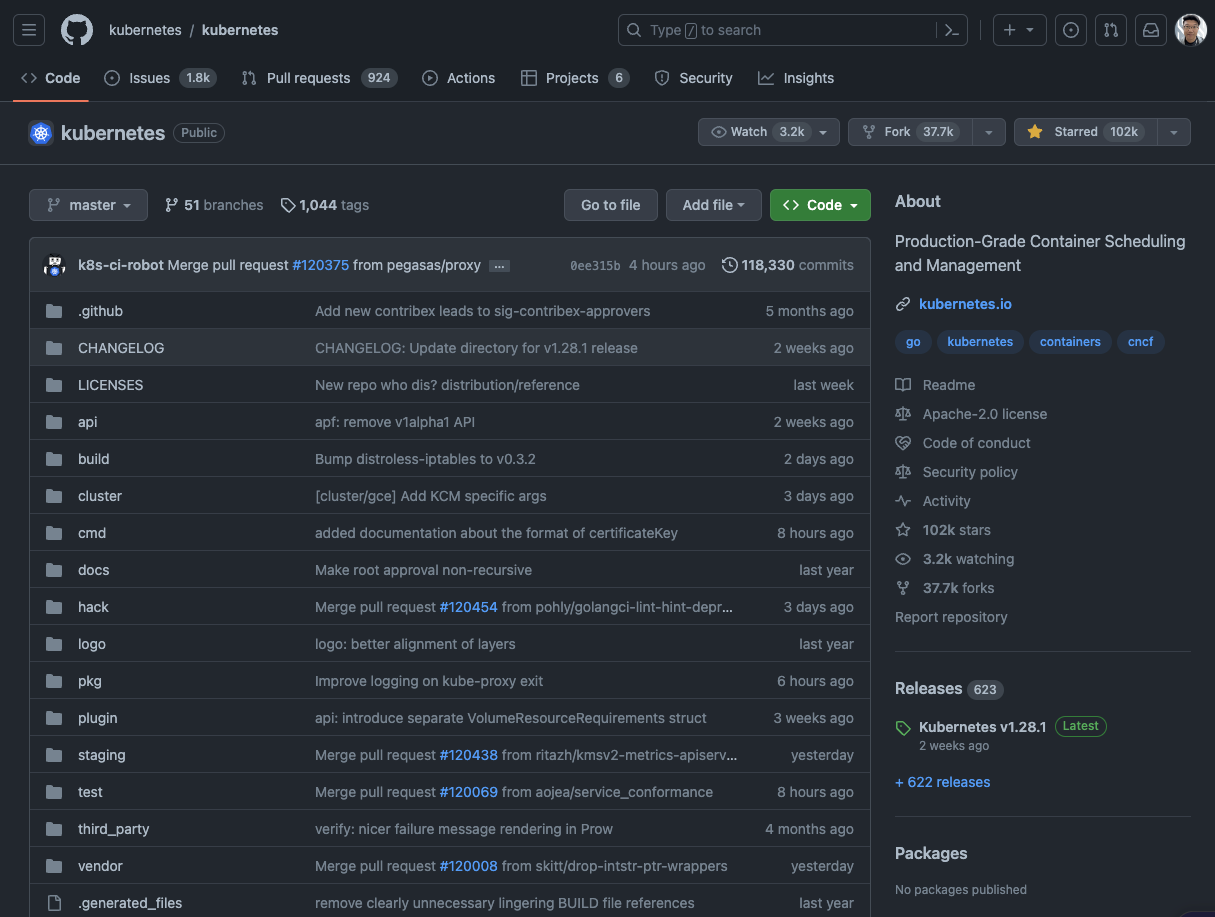 kubernetes / kubernetes
Type / to search
Code Issues 1.8k Pull requests 924 Actions Projects 6 Security Insights
kubernetes Public
Watch 3.2k Fork 37.7k Starred 102k
master 51 branches 1,044 tags Go to file Add file Code
k8s-ci-robot Merge pull request #120375 from pegasas/proxy ... 0ee315b 4 hours ago 118,330 commits
.github Add new contribex leads to sig-contribex-approvers 5 months ago
CHANGELOG CHANGELOG: Update directory for v1.28.1 release 2 weeks ago
LICENSES New repo who dis? distribution/reference last week
api apf: remove v1alpha1 API 2 weeks ago
build Bump distroless-iptables to v0.3.2 2 days ago
cluster [cluster/gce] Add KCM specific args 3 days ago
cmd added documentation about the format of certificateKey 8 hours ago
docs Make root approval non-recursive last year
hack Merge pull request #120454 from pohly/golangci-lint-hint-depr... 3 days ago
logo logo: better alignment of layers last year
pkg Improve logging on kube-proxy exit 6 hours ago
plugin api: introduce separate VolumeResourceRequirements struct 3 weeks ago
staging Merge pull request #120438 from ritazh/kmsv2-metrics-apiserv... yesterday
test Merge pull request #120069 from aojea/service_conformance 8 hours ago
third_party verify: nicer failure message rendering in Prow 4 months ago
vendor Merge pull request #120008 from skitt/drop-intstr-ptr-wrappers yesterday
.generated_files remove clearly unnecessary lingering BUILD file references last year
About
Production-Grade Container Scheduling
and Management
kubernetes.io
go kubernetes containers cncf
Readme
Apache-2.0 license
Code of conduct
Security policy
Activity
102k stars
3.2k watching
37.7k forks
Report repository
Releases 623
Kubernetes v1.28.1 Latest
2 weeks ago
+ 622 releases
Packages
No packages published